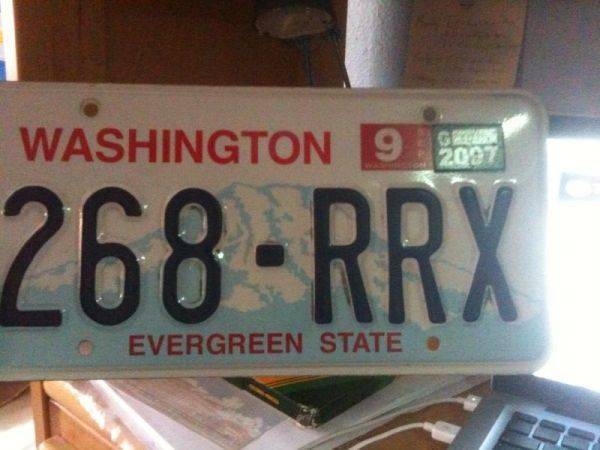 WASHINGTON
9
2007
268-RRX
EVERGREEN STATE